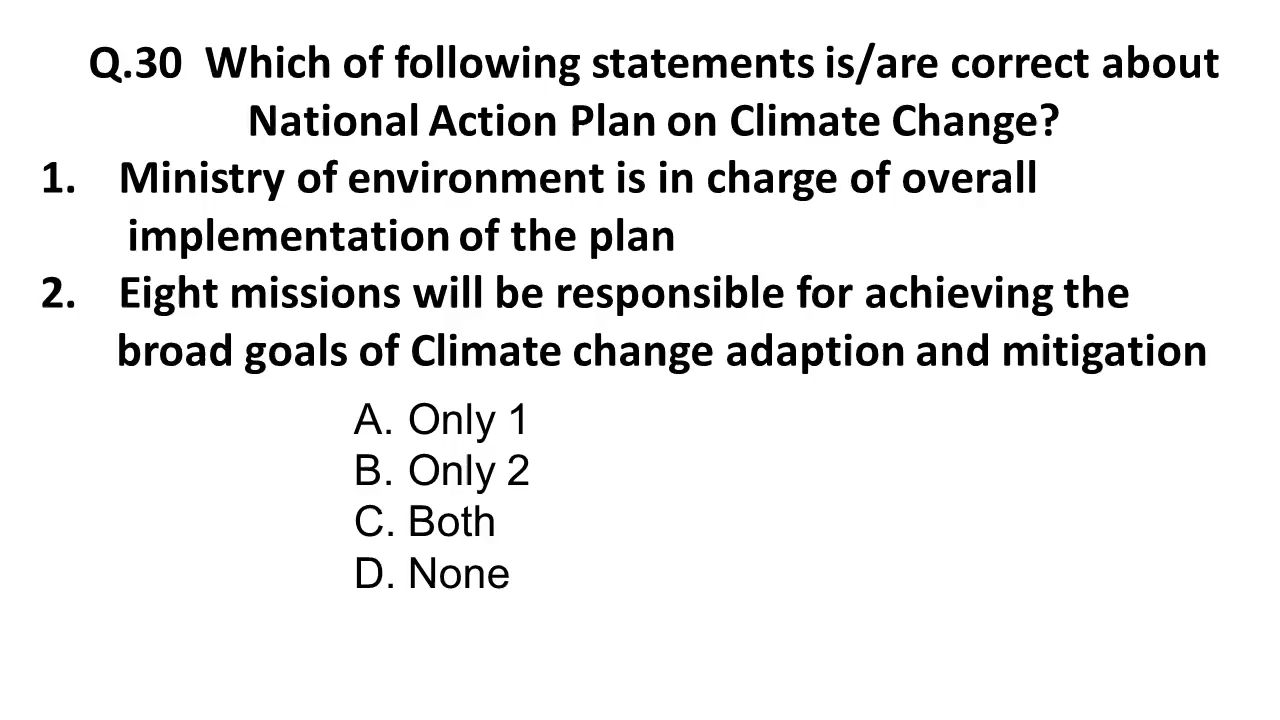 Q.30 Which of following statements is/are correct about
National Action Plan on Climate Change?
1. Ministry of environment is in charge of overall
implementation of the plan
2. Eight missions will be responsible for achieving the
broad goals of Climate change adaption and mitigation
A. Only 1
B. Only 2
C. Both
D. None